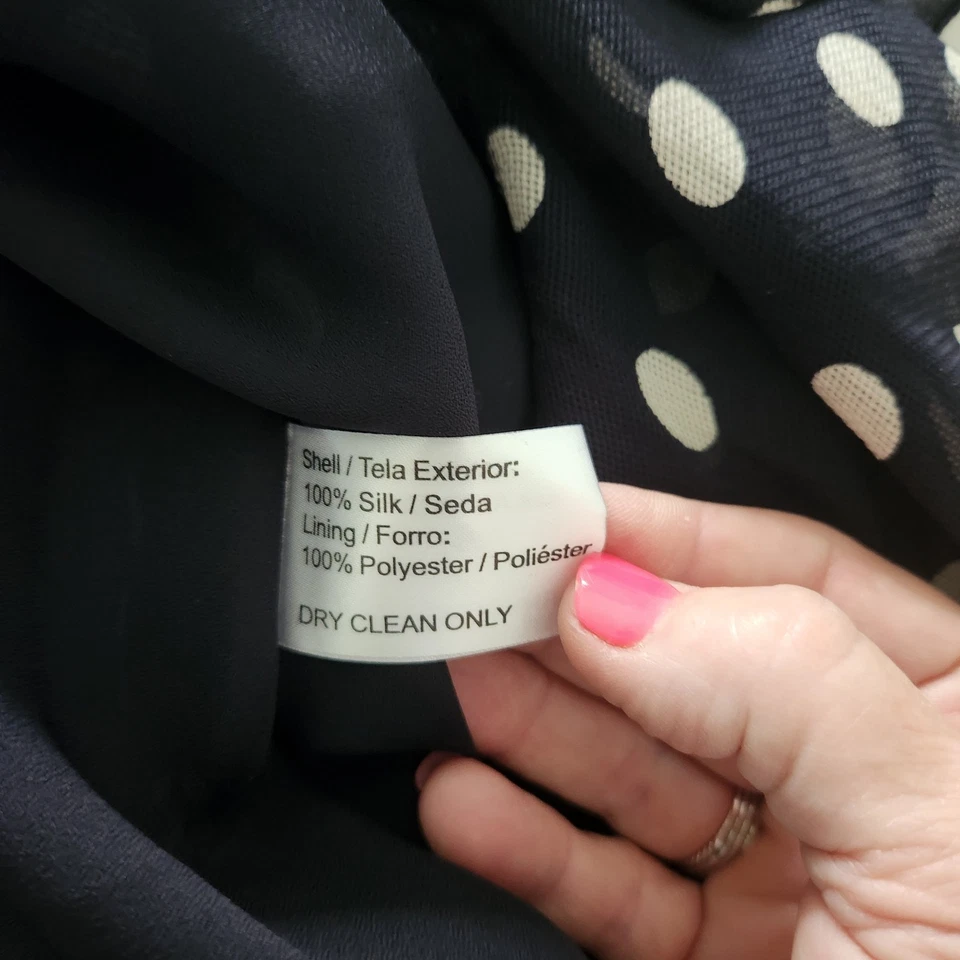 Shell / Tela Exterior:
100% Silk / Seda
Lining / Forro:
100% Polyester / Poliéster
DRY CLEAN ONLY